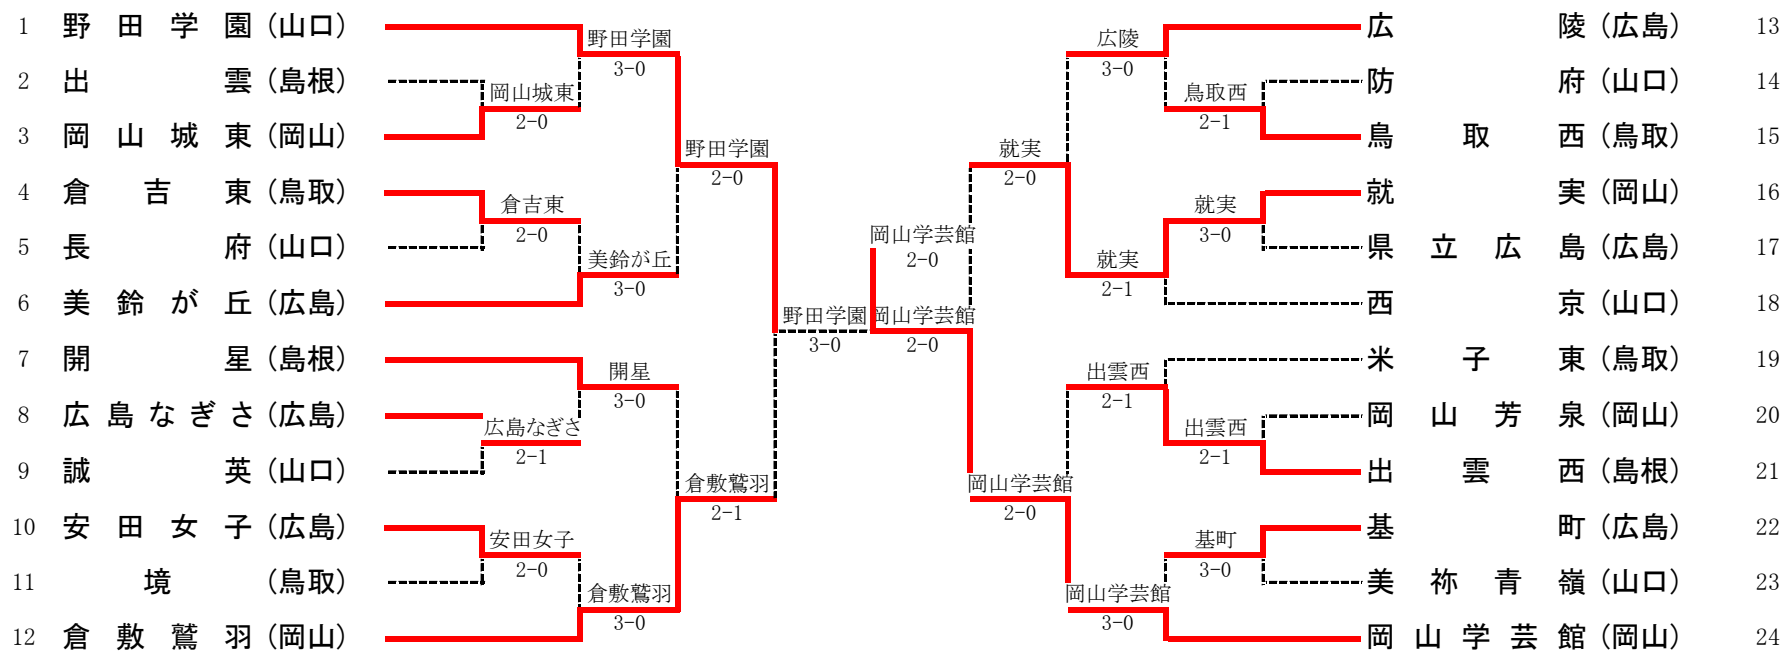 1 野田学園（山口）
2 出雲（島根）
3 岡山城東（岡山）
4 倉吉東（鳥取）
5 長府（山口）
6 美鈴が丘（広島）
7 開星（島根）
8 広島なぎさ（広島）
9 誠英（山口）
10 安田女子（広島）
11 境（鳥取）
12 倉敷鷲羽（岡山）
岡山城東
2-0
倉吉東
2-0
広島なぎさ
2-1
安田女子
2-0
野田学園
3-0
美鈴が丘
3-0
開星
3-0
倉敷鷲羽
3-0
野田学園
2-0
倉敷鷲羽
2-1
野田学園
3-0
岡山学芸館
2-0
岡山学芸館
2-0
就実
2-0
岡山学芸館
2-0
広陵
3-0
就実
2-1
出雲西
2-1
岡山学芸館
3-0
鳥取西
2-1
就実
3-0
出雲西
2-1
基町
3-0
広陵（広島） 13
防府（山口） 14
鳥取西（鳥取） 15
就実（岡山） 16
県立広島（広島） 17
西京（山口） 18
米子東（鳥取） 19
岡山芳泉（岡山） 20
出雲西（島根） 21
基町（広島） 22
美祢青嶺（山口） 23
岡山学芸館（岡山） 24